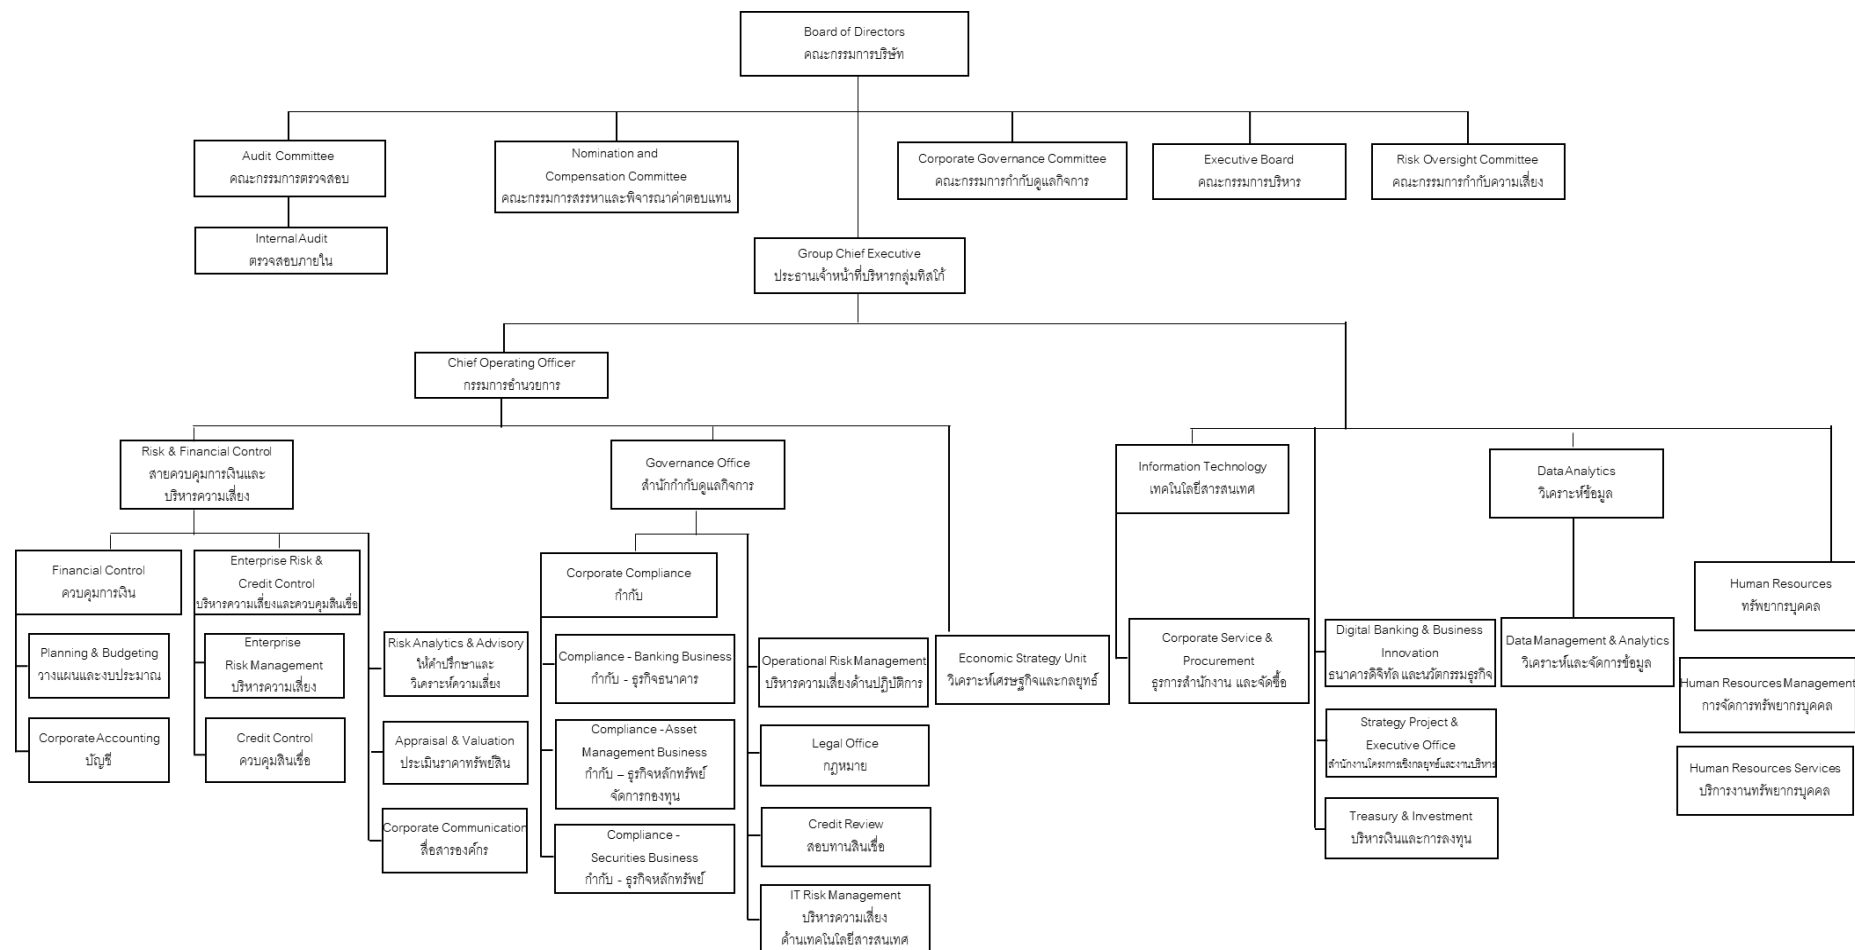 Board of Directors
คณะกรรมการบริษัท
Audit Committee
คณะกรรมการตรวจสอบ
Nomination and
Compensation Committee
คณะกรรมการสรรหาและพิจารณาค่าตอบแทน
Corporate Governance Committee
คณะกรรมการกำกับดูแลกิจการ
Executive Board
คณะกรรมการบริหาร
Risk Oversight Committee
คณะกรรมการกำกับความเสี่ยง
Internal Audit
ตรวจสอบภายใน
Group Chief Executive
ประธานเจ้าหน้าที่บริหารกลุ่มทิสโก้
Chief Operating Officer
กรรมการอำนวยการ
Risk & Financial Control
สายควบคุมการเงินและ
บริหารความเสี่ยง
Governance Office
สำนักกำกับดูแลกิจการ
Information Technology
เทคโนโลยีสารสนเทศ
Data Analytics
วิเคราะห์ข้อมูล
Financial Control
ควบคุมการเงิน
Enterprise Risk &
Credit Control
บริหารความเสี่ยงและควบคุมสินเชื่อ
Corporate Compliance
กำกับ
Human Resources
ทรัพยากรบุคคล
Planning & Budgeting
วางแผนและงบประมาณ
Enterprise
Risk Management
บริหารความเสี่ยง
Risk Analytics & Advisory
ให้คำปรึกษาและ
วิเคราะห์ความเสี่ยง
Compliance - Banking Business
กำกับ - ธุรกิจธนาคาร
Operational Risk Management
บริหารความเสี่ยงด้านปฏิบัติการ
Economic Strategy Unit
วิเคราะห์เศรษฐกิจและกลยุทธ์
Corporate Service &
Procurement
ธุรการสำนักงาน และจัดซื้อ
Digital Banking & Business
Innovation
ธนาคารดิจิทัล และนวัตกรรมธุรกิจ
Data Management & Analytics
วิเคราะห์และจัดการข้อมูล
Human Resources Management
การจัดการทรัพยากรบุคคล
Corporate Accounting
บัญชี
Credit Control
ควบคุมสินเชื่อ
Appraisal & Valuation
ประเมินราคาทรัพย์สิน
Compliance - Asset
Management Business
กำกับ – ธุรกิจหลักทรัพย์
จัดการกองทุน
Legal Office
กฎหมาย
Strategy Project &
Executive Office
สำนักงานโครงการเชิงกลยุทธ์และงานบริหาร
Human Resources Services
บริการงานทรัพยากรบุคคล
Corporate Communication
สื่อสารองค์กร
Compliance -
Securities Business
กำกับ - ธุรกิจหลักทรัพย์
Credit Review
สอบทานสินเชื่อ
Treasury & Investment
บริหารเงินและการลงทุน
IT Risk Management
บริหารความเสี่ยง
ด้านเทคโนโลยีสารสนเทศ